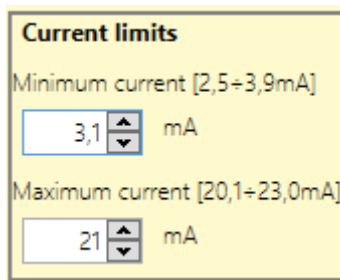 Current limits
Minimum current [2,5÷3,9mA]
3,1 mA
Maximum current [20,1÷23,0mA]
21 mA